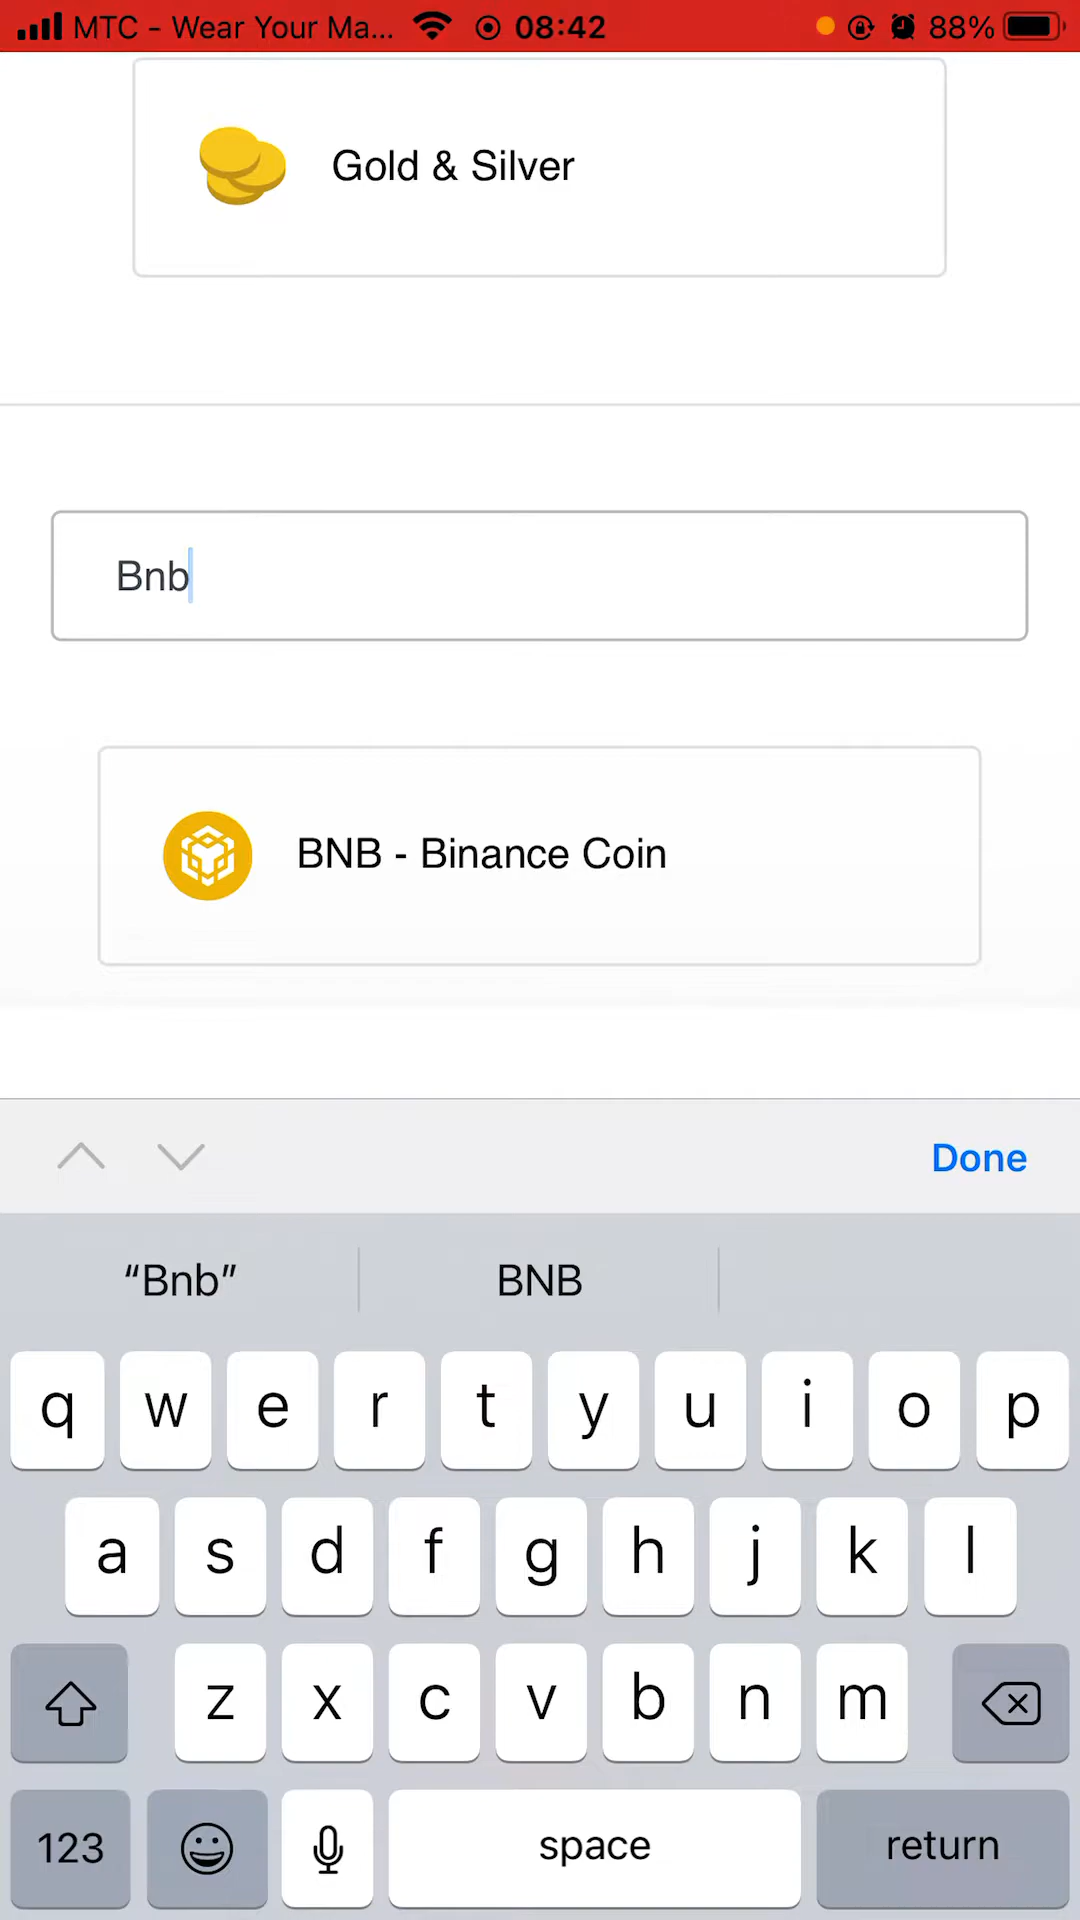 MTC - Wear Your Ma... 08:42 88%
Gold & Silver
Bnb
BNB - Binance Coin
Done
“Bnb” BNB
q w e r t y u i o p
a s d f g h j k l
z x c v b n m
123 space return